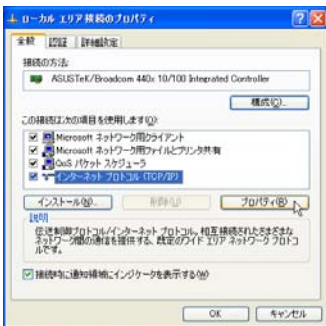 ローカル エリア接続のプロパティ
全般 認証 詳細設定
接続の方法:
ASUSTeK/Broadcom 440x 10/100 Integrated Controller
構成(C)...
この接続は次の項目を使用します(O):
Microsoft ネットワーク用クライアント
Microsoft ネットワーク用ファイルとプリンタ共有
QoS パケット スケジューラ
インターネット プロトコル (TCP/IP)
インストール(N)... 削除(U) プロパティ(R)
説明
伝送制御プロトコル/インターネット プロトコル。相互接続されたさまざまな
ネットワーク間の通信を提供する、既定のワイド エリア ネットワーク プロトコ
ルです。
接続時に通知領域にインジケータを表示する(W)
OK キャンセル